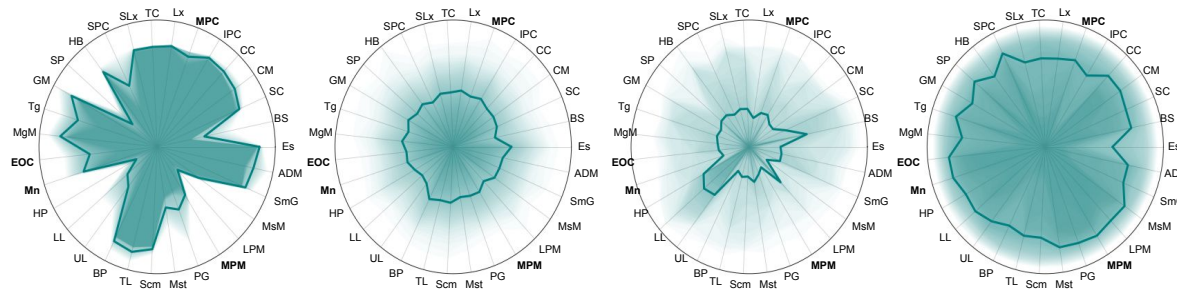 TC
Lx
MPC
IPC
CC
CM
SC
BS
Es
ADM
SmG
MsM
LPM
MPM
PG
Mst
Scm
TL
BP
UL
LL
HP
Mn
EOC
MgM
Tg
GM
SP
HB
SPC
SLx
TC
Lx
MPC
IPC
CC
CM
SC
BS
Es
ADM
SmG
MsM
LPM
MPM
PG
Mst
Scm
TL
BP
UL
LL
HP
Mn
EOC
MgM
Tg
GM
SP
HB
SPC
SLx
TC
Lx
MPC
IPC
CC
CM
SC
BS
Es
ADM
SmG
MsM
LPM
MPM
PG
Mst
Scm
TL
BP
UL
LL
HP
Mn
EOC
MgM
Tg
GM
SP
HB
SPC
SLx
TC
Lx
MPC
IPC
CC
CM
SC
BS
Es
AD
SmG
MsM
LPM
MPM
PG
Mst
Scm
TL
BP
UL
LL
HP
Mn
EOC
MgM
Tg
GM
SP
HB
SPC
SLx